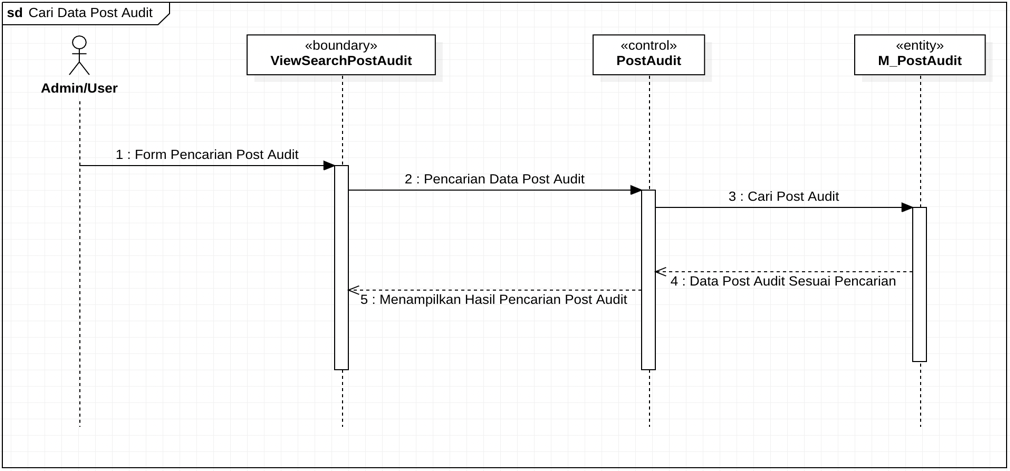 sd Cari Data Post Audit
Admin/User
«boundary»
ViewSearchPostAudit
«control»
PostAudit
«entity»
M_PostAudit
1 : Form Pencarian Post Audit
2 : Pencarian Data Post Audit
3 : Cari Post Audit
4 : Data Post Audit Sesuai Pencarian
5 : Menampilkan Hasil Pencarian Post Audit